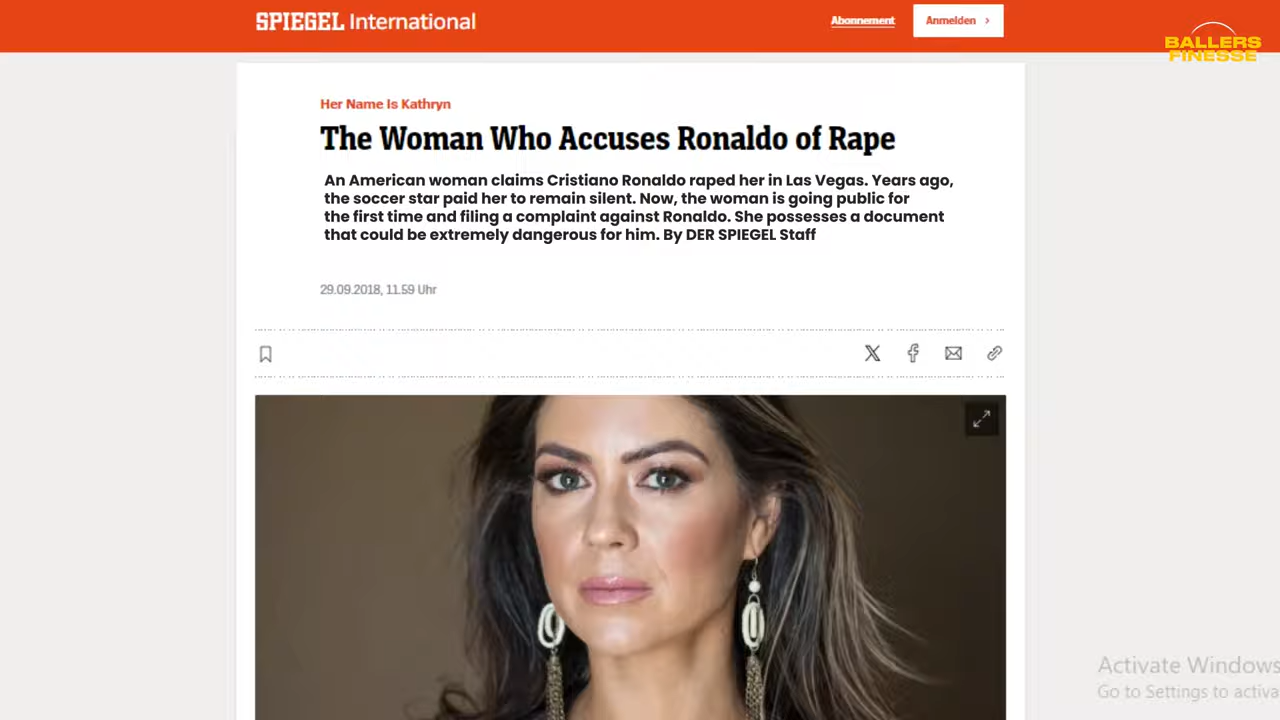 SPIEGEL International
Abonnement
Anmelden
BALLERS
FINESSE
Her Name Is Kathryn
The Woman Who Accuses Ronaldo of Rape
An American woman claims Cristiano Ronaldo raped her in Las Vegas. Years ago,
the soccer star paid her to remain silent. Now, the woman is going public for
the first time and filing a complaint against Ronaldo. She possesses a document
that could be extremely dangerous for him. By DER SPIEGEL Staff
29.09.2018, 11.59 Uhr
Activate Windows
Go to Settings to activa